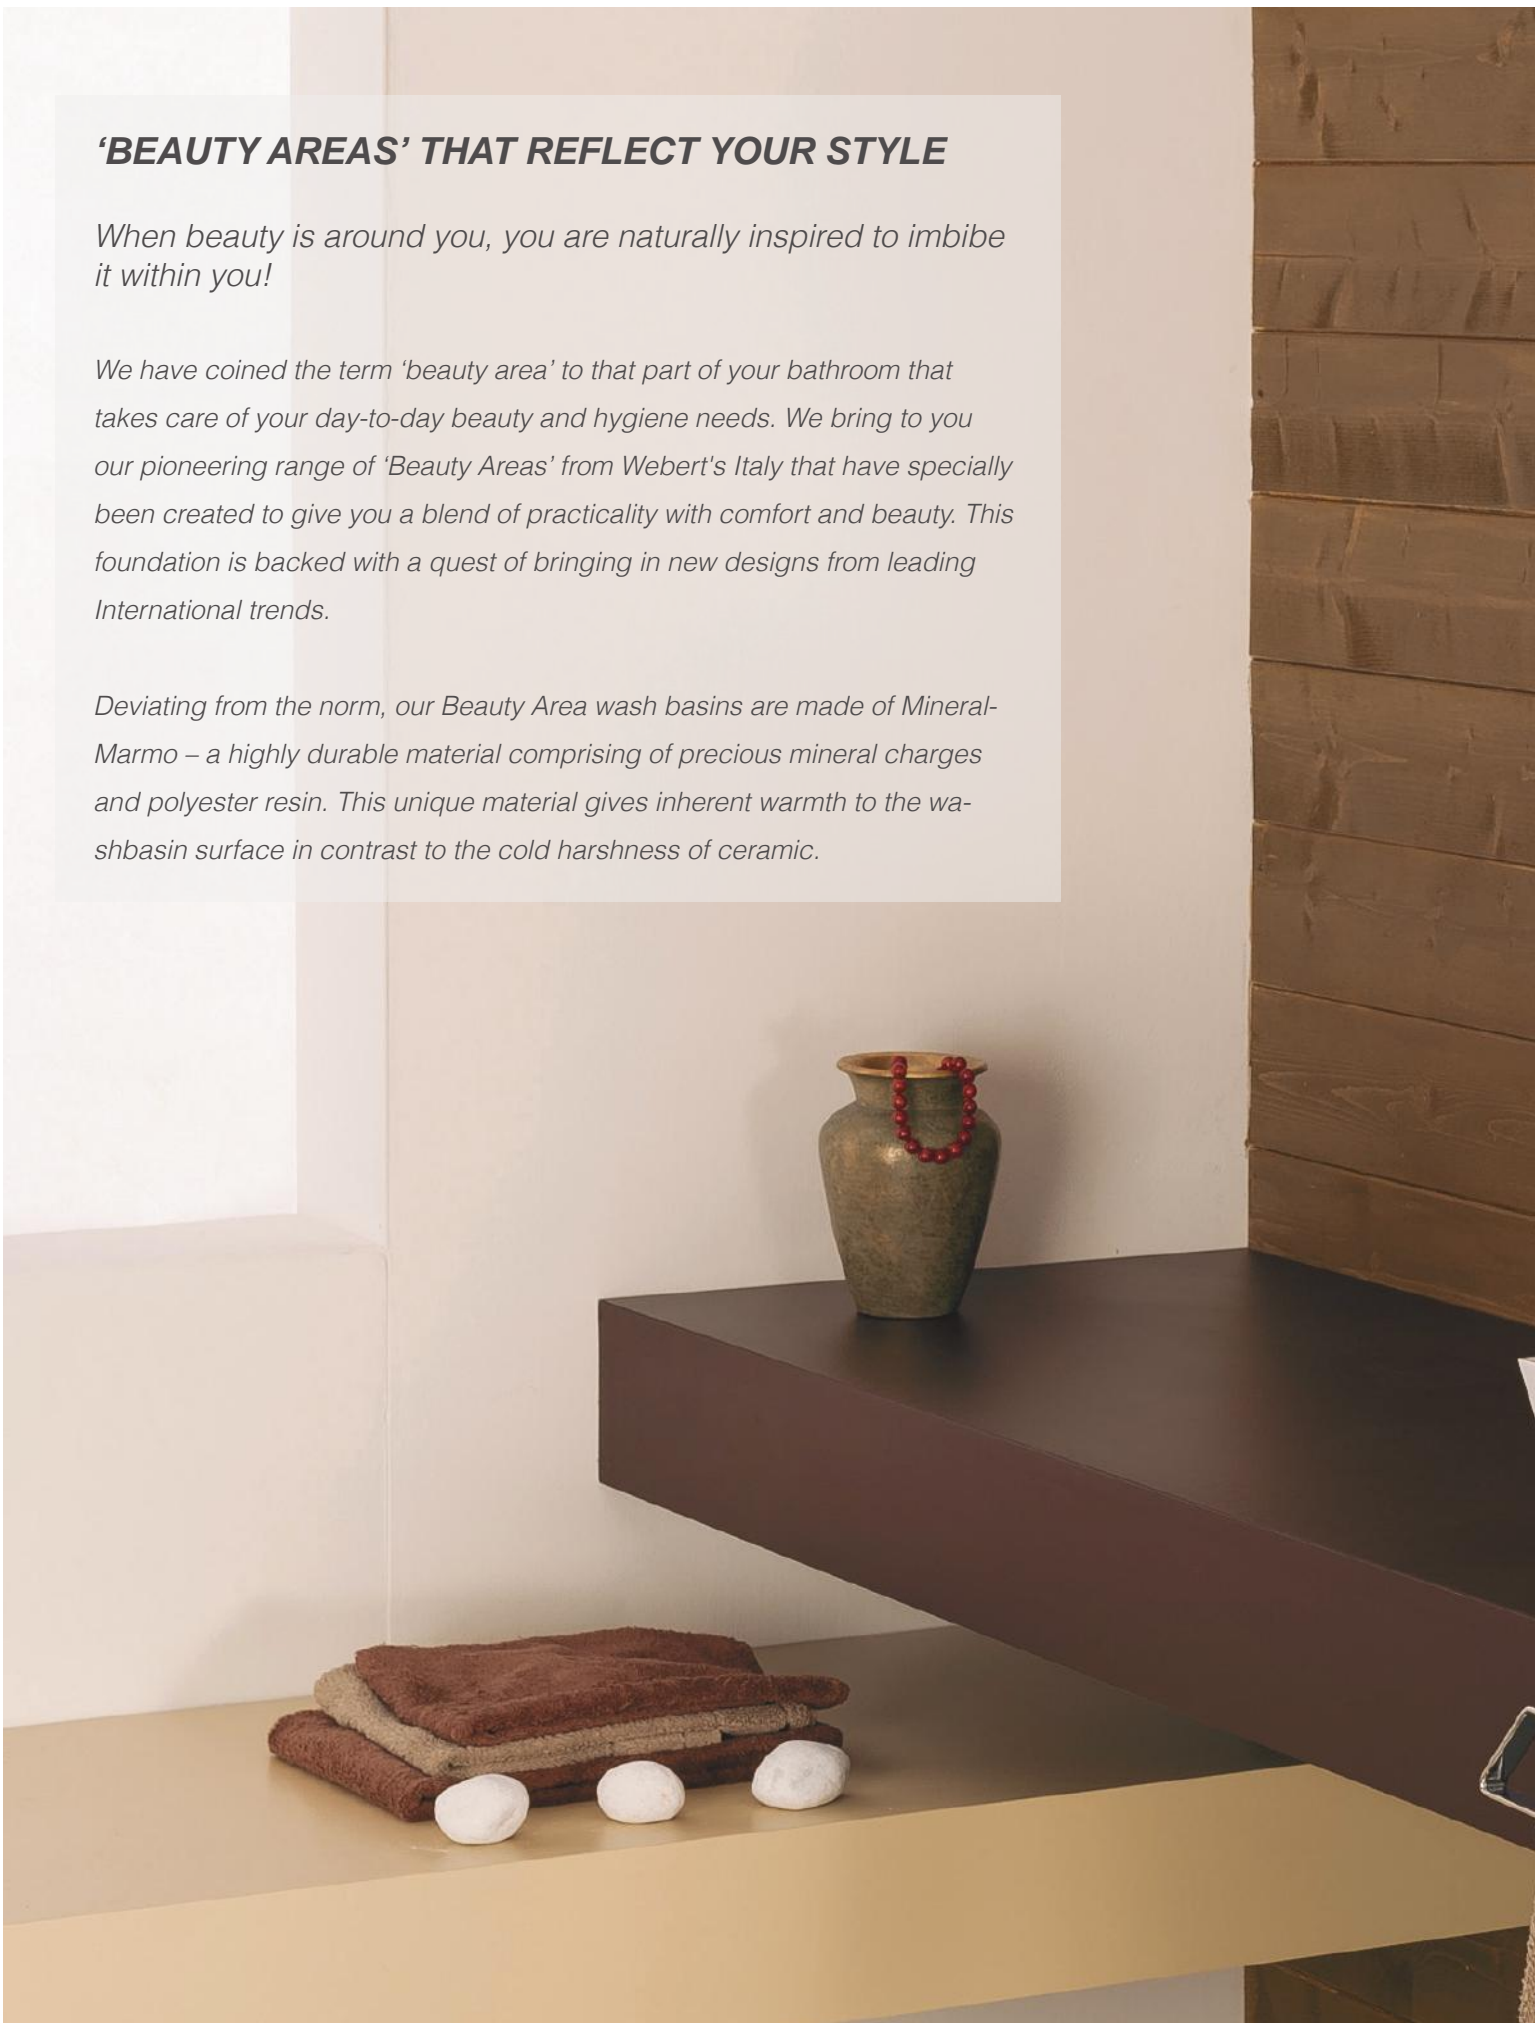 ‘BEAUTY AREAS’ THAT REFLECT YOUR STYLE
When beauty is around you, you are naturally inspired to imbibe
it within you!
We have coined the term ‘beauty area’ to that part of your bathroom that
takes care of your day-to-day beauty and hygiene needs. We bring to you
our pioneering range of ‘Beauty Areas’ from Webert's Italy that have specially
been created to give you a blend of practicality with comfort and beauty. This
foundation is backed with a quest of bringing in new designs from leading
International trends.
Deviating from the norm, our Beauty Area wash basins are made of Mineral-
Marmo – a highly durable material comprising of precious mineral charges
and polyester resin. This unique material gives inherent warmth to the wa-
shbasin surface in contrast to the cold harshness of ceramic.